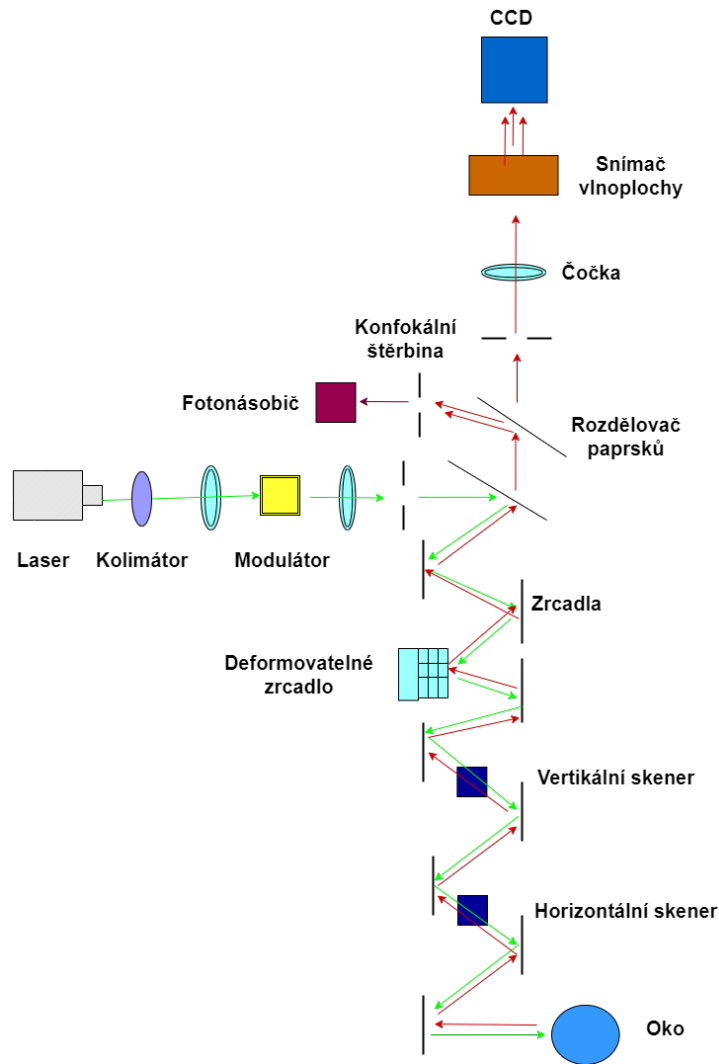 CCD
Snímač
vlnoplochy
Čočka
Konfokální
štěrbina
Fotonásobič
Rozdělovač
paprsků
Laser
Kolimátor
Modulátor
Zrcadla
Deformovatelné
zrcadlo
Vertikální skener
Horizontální skener
Oko